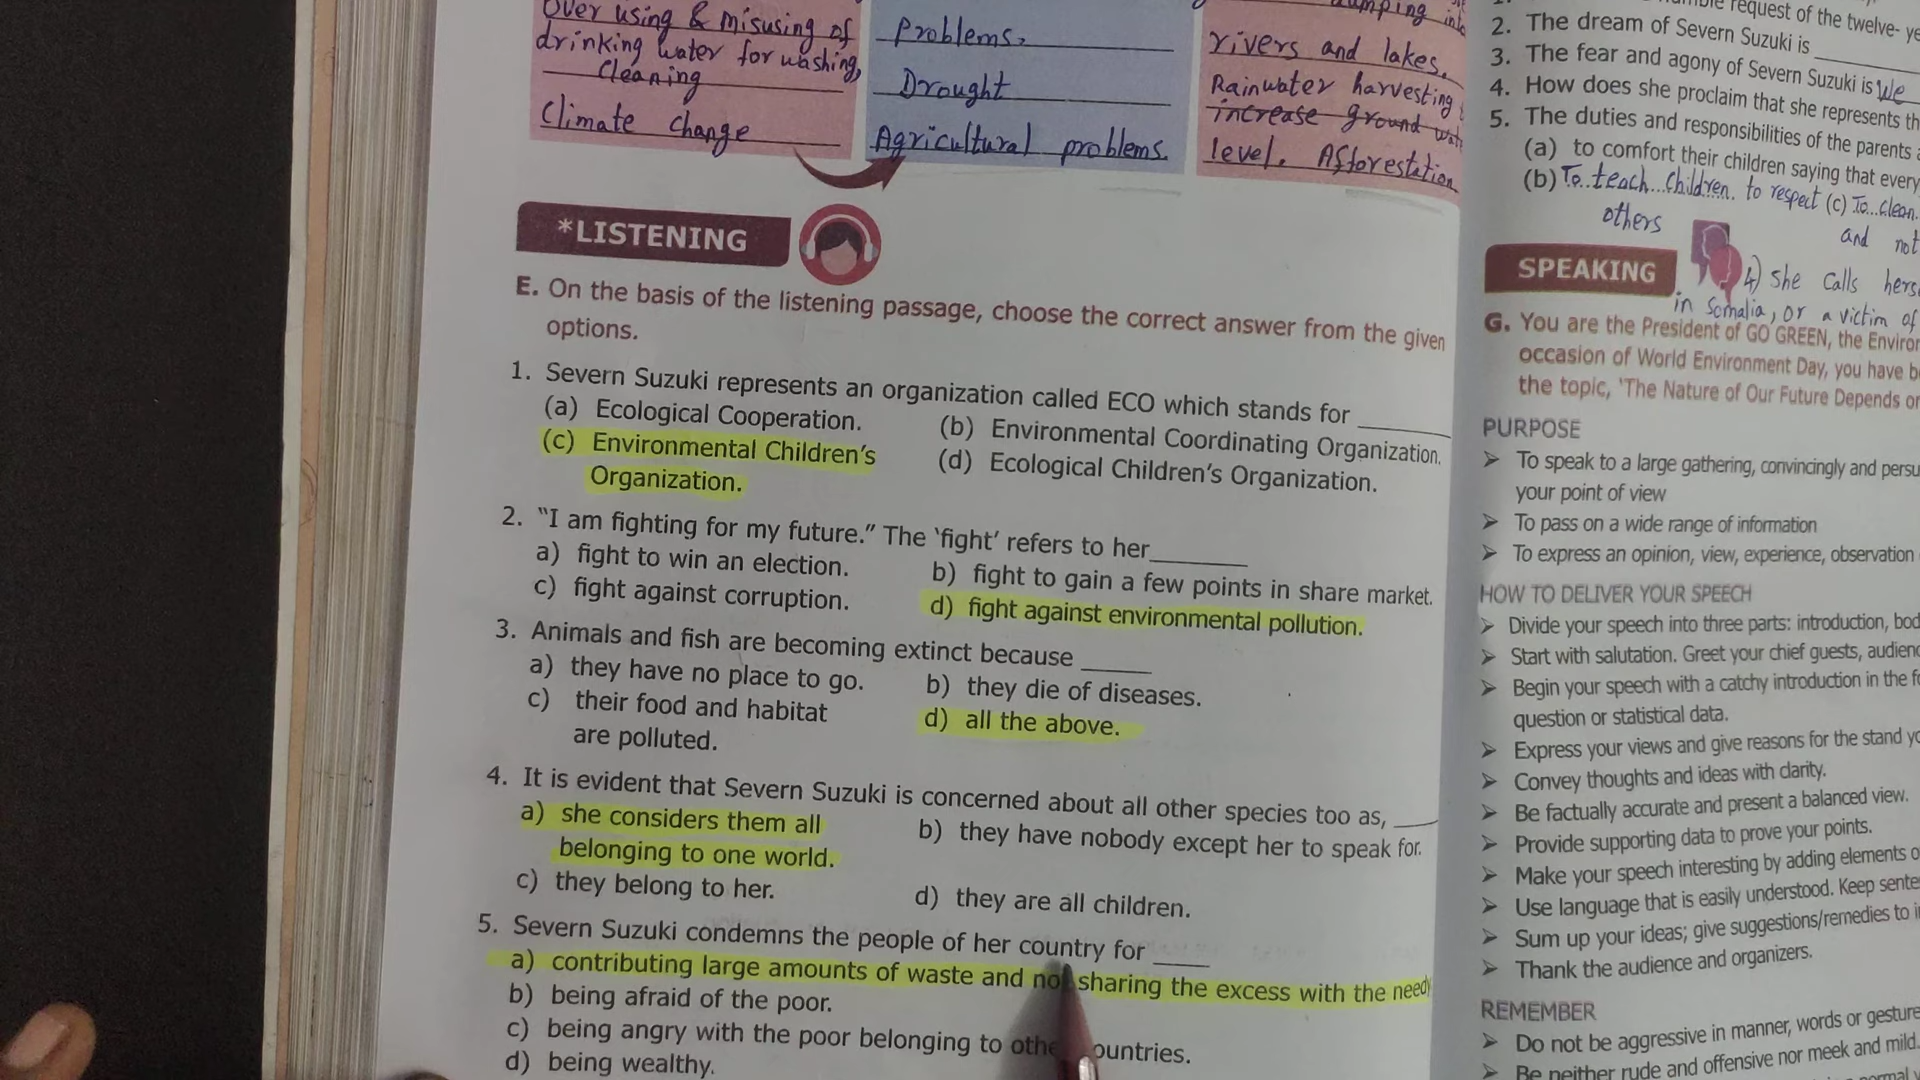 Over using & misusing of
drinking water for washing,
Cleaning
Climate change
Problems.
Drought
Agricultural problems.
dumping into
rivers and lakes.
Rainwater harvesting
increase ground
level. Afforestation
*LISTENING
E. On the basis of the listening passage, choose the correct answer from the given
options.
1. Severn Suzuki represents an organization called ECO which stands for
(a) Ecological Cooperation.
(b) Environmental Coordinating Organization.
(c) Environmental Children's
Organization.
(d) Ecological Children's Organization.
2. "I am fighting for my future." The 'fight' refers to her
a) fight to win an election.
b) fight to gain a few points in share market.
c) fight against corruption.
d) fight against environmental pollution.
3. Animals and fish are becoming extinct because
a) they have no place to go.
b) they die of diseases.
c) their food and habitat
are polluted.
d) all the above.
4. It is evident that Severn Suzuki is concerned about all other species too as,
a) she considers them all
belonging to one world.
b) they have nobody except her to speak for.
c) they belong to her.
d) they are all children.
5. Severn Suzuki condemns the people of her country for
a) contributing large amounts of waste and not sharing the excess with the needy
b) being afraid of the poor.
c) being angry with the poor belonging to other countries.
d) being wealthy.
request of the twelve-
2. The dream of Severn Suzuki is
3. The fear and agony of Severn Suzuki is We
4. How does she proclaim that she represents
5. The duties and responsibilities of the parents
(a) to comfort their children saying that every
(b) To teach children to respect (c) To clean
others
and not
SPEAKING
4) she calls
in Somalia, or a victim of
G. You are the President of GO GREEN, the
occasion of World Environment Day, you have
the topic, 'The Nature of Our Future Depends
PURPOSE
➢ To speak to a large gathering, convincingly and
your point of view
➢ To pass on a wide range of information
➢ To express an opinion, view, experience, observation
HOW TO DELIVER YOUR SPEECH
➢ Divide your speech into three parts: introduction,
➢ Start with salutation. Greet your chief guests,
➢ Begin your speech with a catchy introduction in the
question or statistical data.
➢ Express your views and give reasons for the stand
➢ Convey thoughts and ideas with clarity.
➢ Be factually accurate and present a balanced view.
➢ Provide supporting data to prove your points.
➢ Make your speech interesting by adding elements
➢ Use language that is easily understood. Keep
➢ Sum up your ideas; give suggestions/remedies to
➢ Thank the audience and organizers.
REMEMBER
➢ Do not be aggressive in manner, words or
➢ Be neither rude and offensive nor meek and mild.